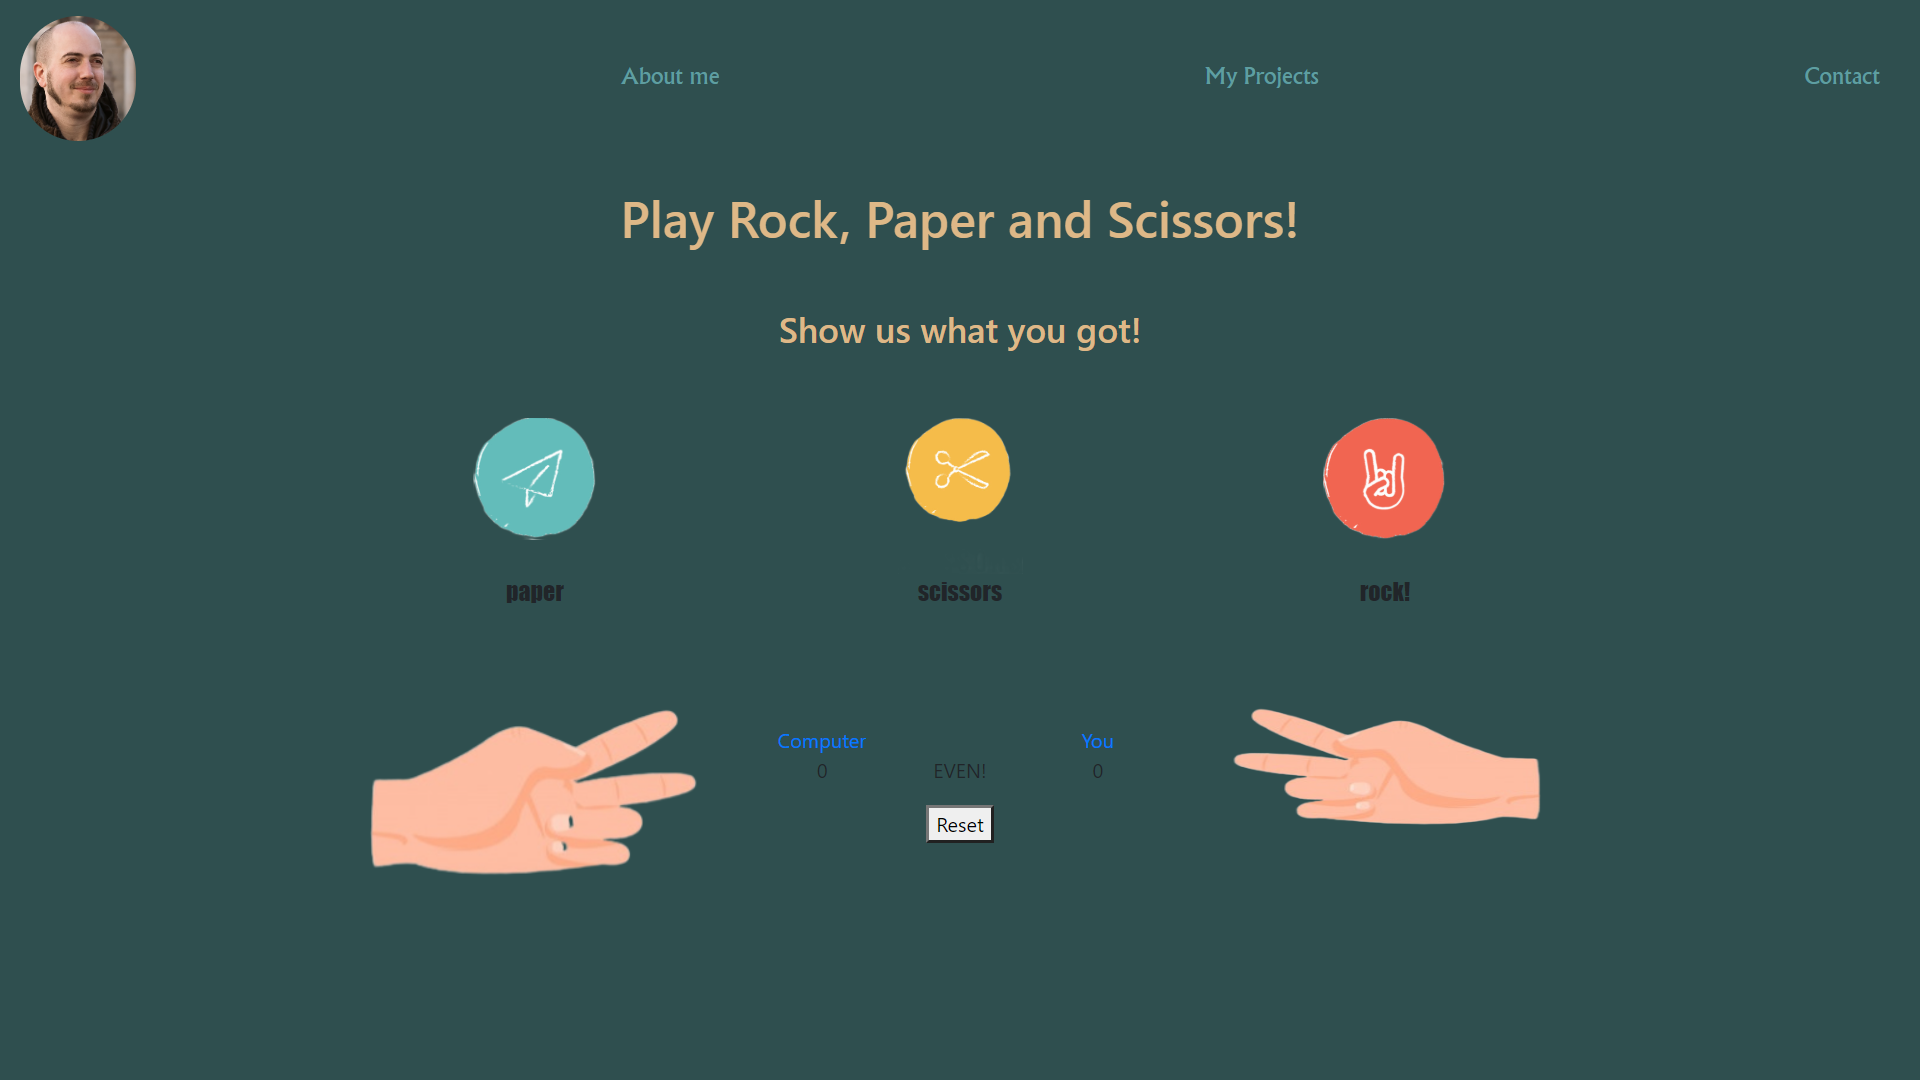 About me
My Projects
Contact
Play Rock, Paper and Scissors!
Show us what you got!
paper
scissors
rock!
Computer
You
0
EVEN!
0
Reset